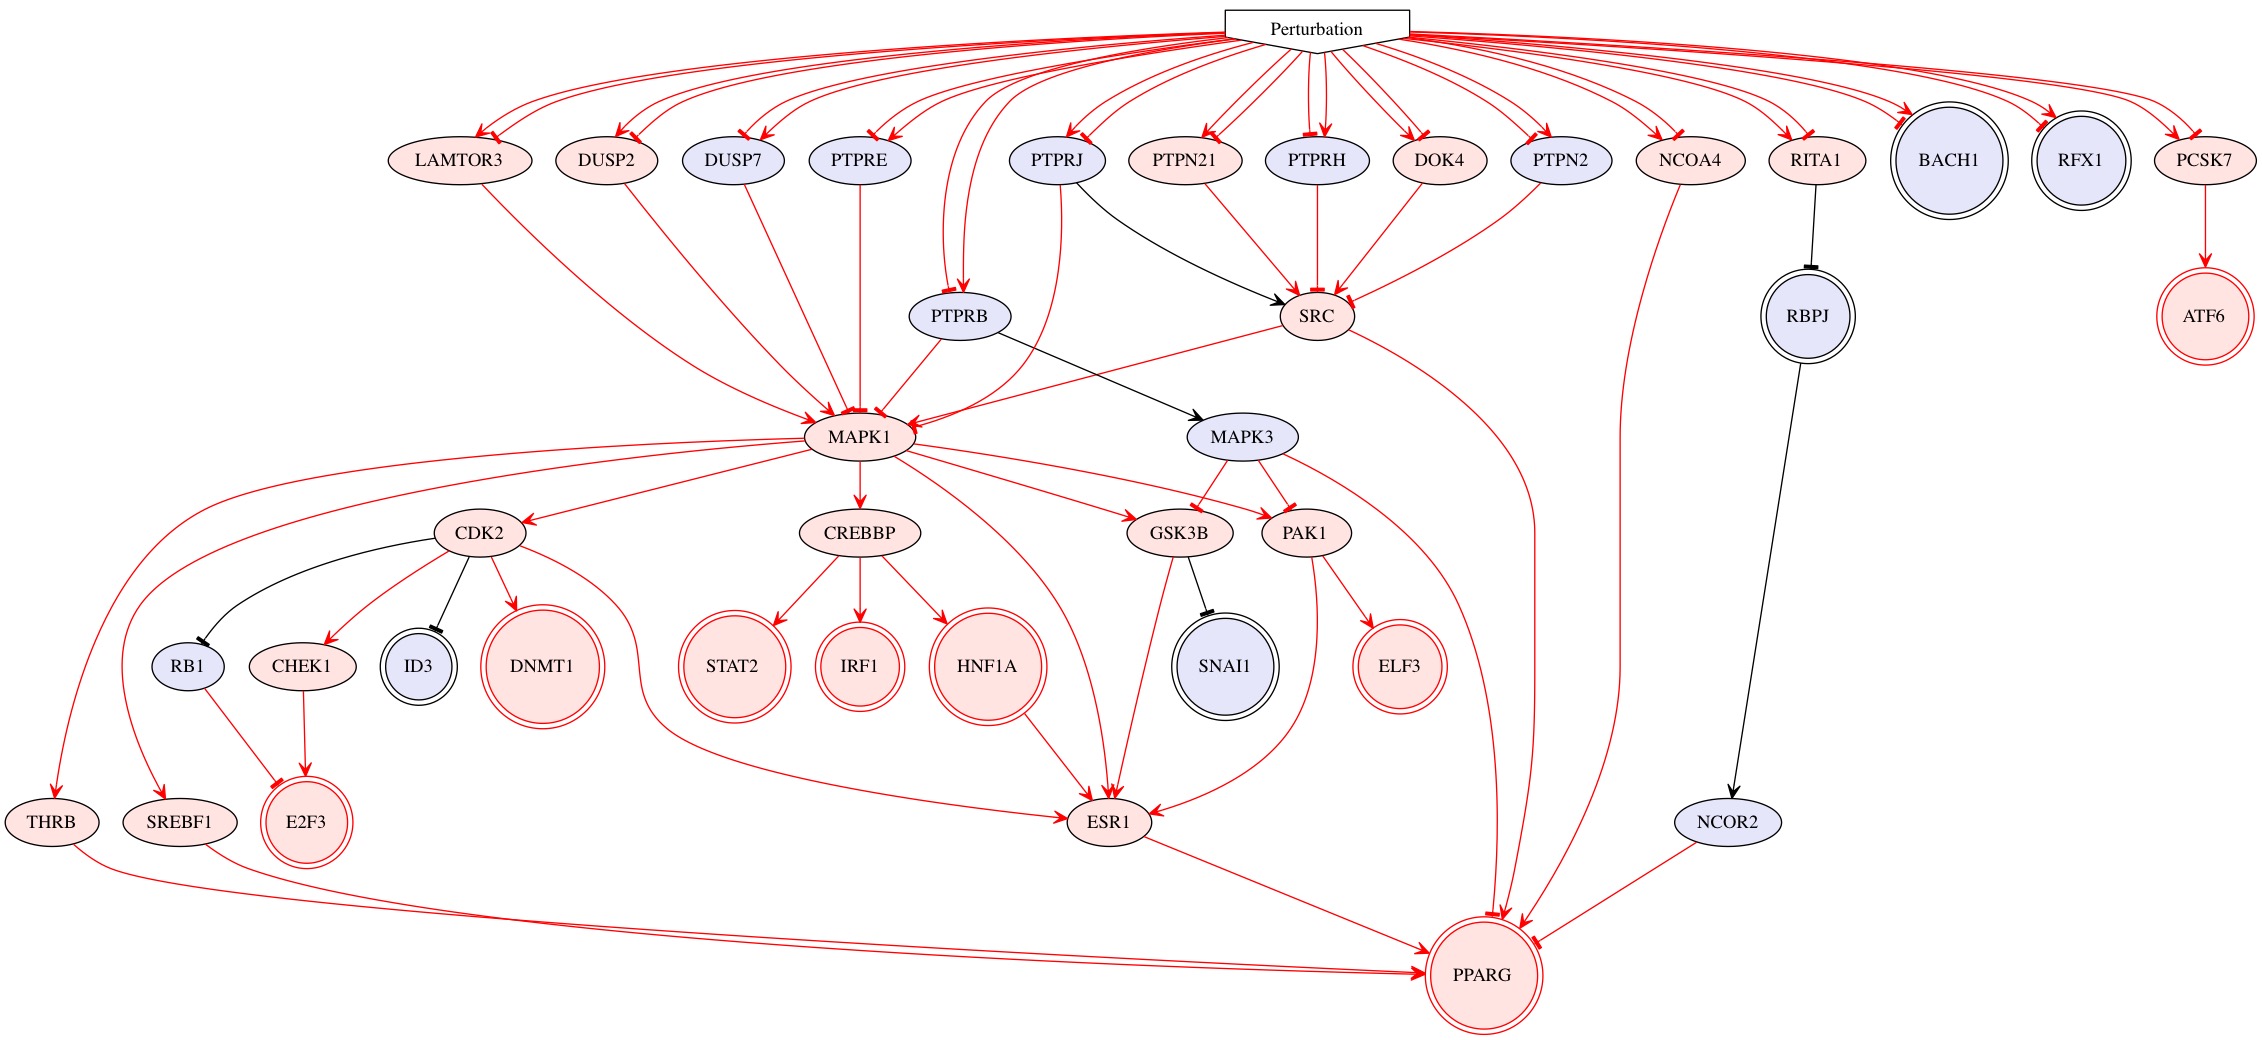 Perturbation
LAMTOR3
DUSP2
DUSP7
PTPRE
PTPRJ
PTPN21
PTPRH
DOK4
PTPN2
NCOA4
RITA1
BACH1
RFX1
PCSK7
PTPRB
SRC
RBPJ
ATF6
MAPK1
MAPK3
CDK2
CREBBP
GSK3B
PAK1
RB1
CHEK1
ID3
DNMT1
STAT2
IRF1
HNF1A
SNAI1
ELF3
THRB
SREBF1
E2F3
ESR1
NCOR2
PPARG